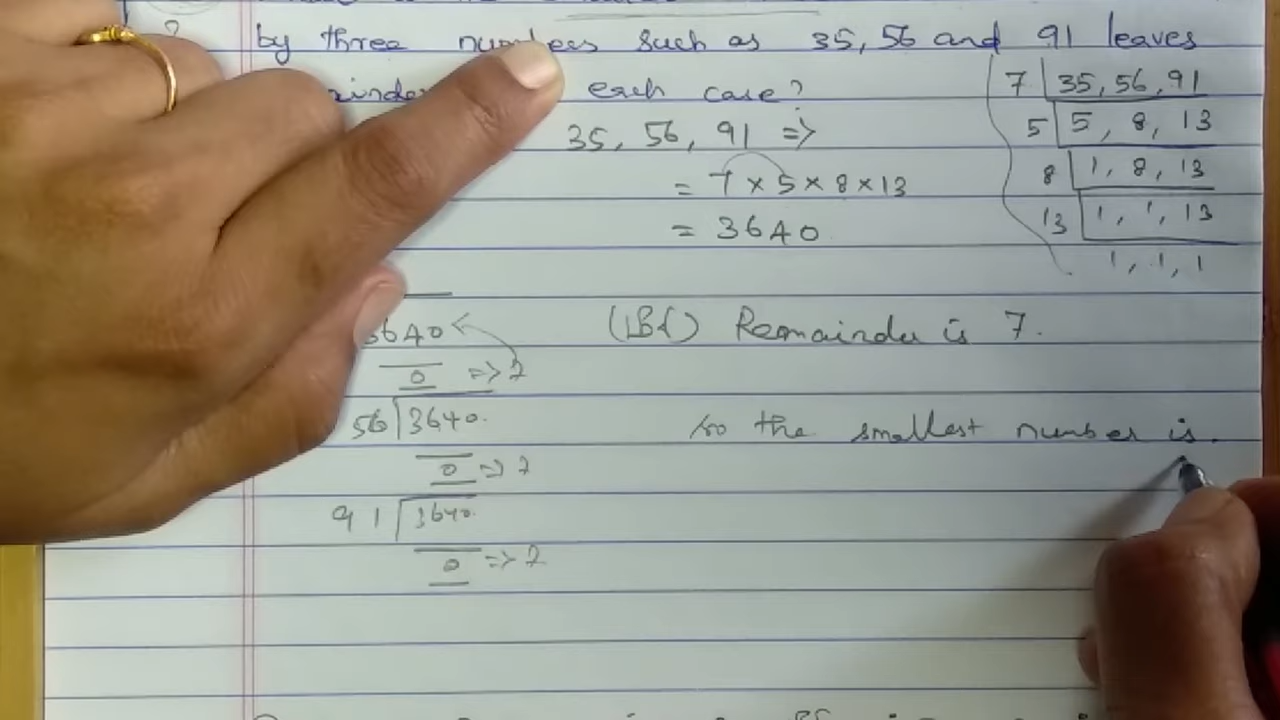 by three numbers such as 35, 56 and 91 leaves
each case?
7 | 35, 56, 91
5 | 5, 8, 13
8 | 1, 8, 13
13 | 1, 1, 13
1, 1, 1
35, 56, 91 =>
= 7 x 5 x 8 x 13
= 3640
3640
0 => 7
(But) Remainder is 7.
56 | 3640.
0 => 7
so the smallest number is.
91 | 3640.
0 => 7